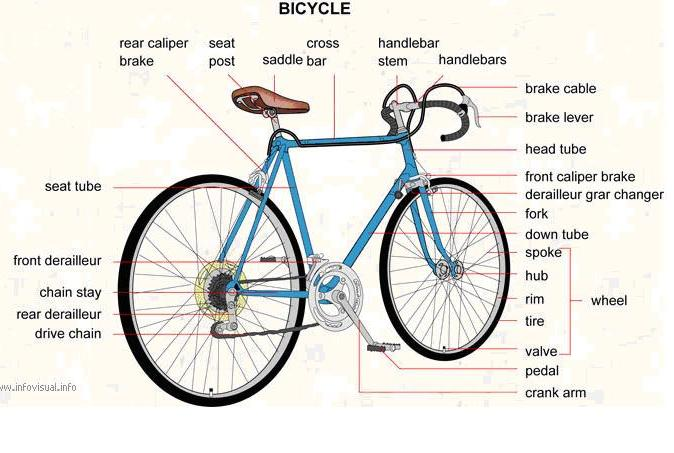 BICYCLE
rear caliper
brake
seat
post
saddle
cross
bar
handlebar
stem
handlebars
brake cable
brake lever
head tube
front caliper brake
derailleur grar changer
fork
down tube
spoke
hub
rim
tire
valve
wheel
pedal
crank arm
seat tube
front derailleur
chain stay
rear derailleur
drive chain
www.infovisual.info